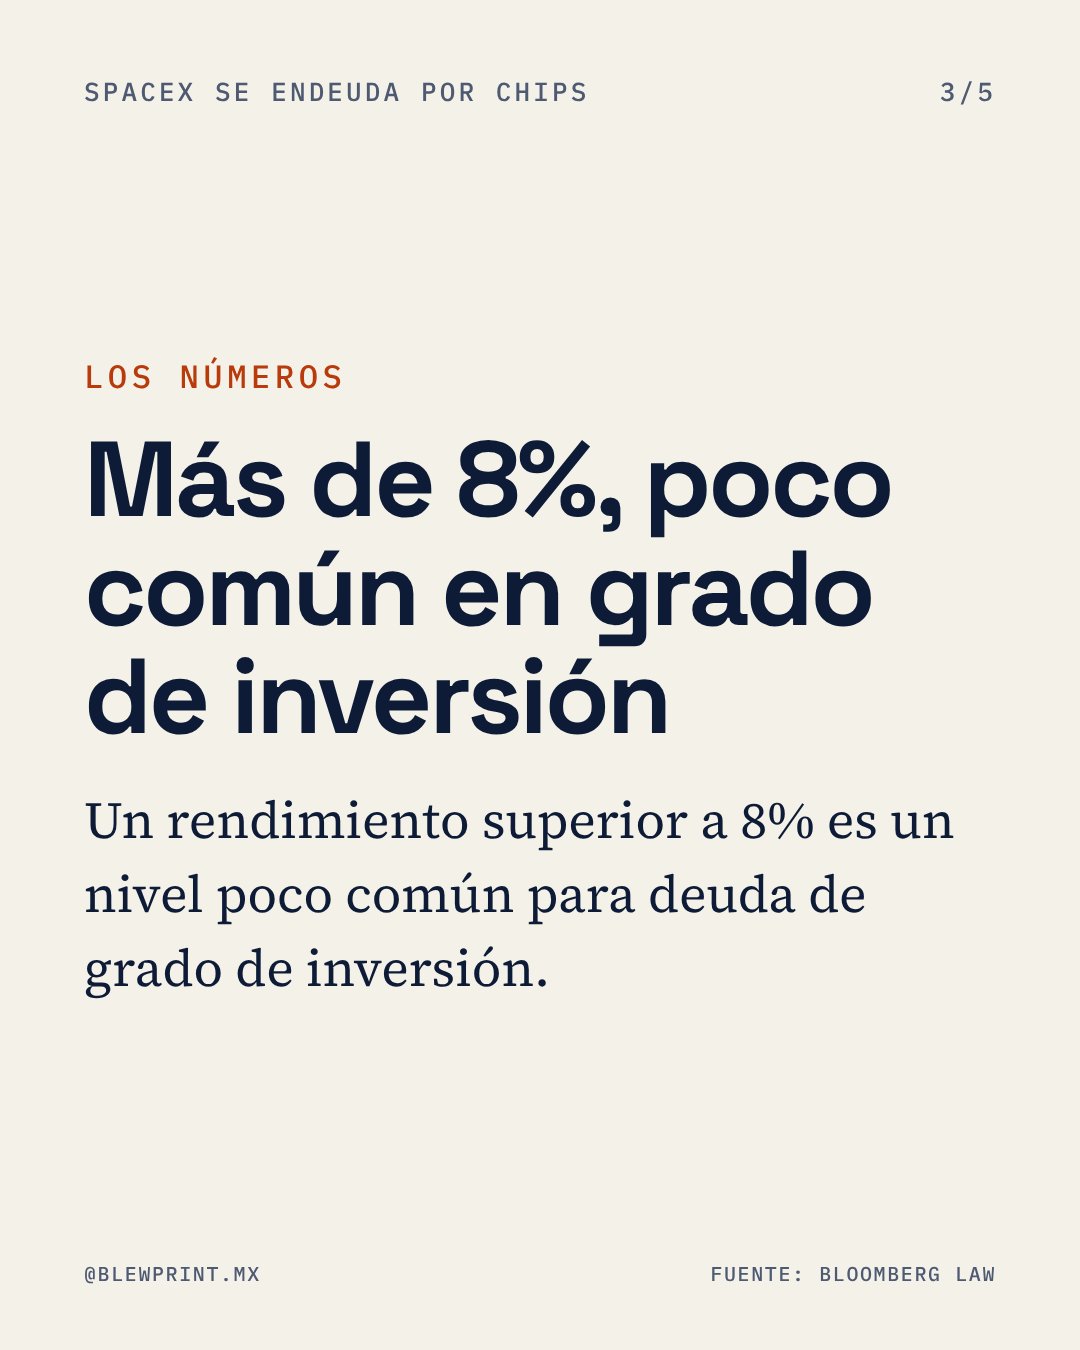 SPACEX SE ENDEUDA POR CHIPS
3/5
LOS NÚMEROS
Más de 8%, poco
común en grado
de inversión
Un rendimiento superior a 8% es un
nivel poco común para deuda de
grado de inversión.
@BLEWPRINT.MX
FUENTE: BLOOMBERG LAW